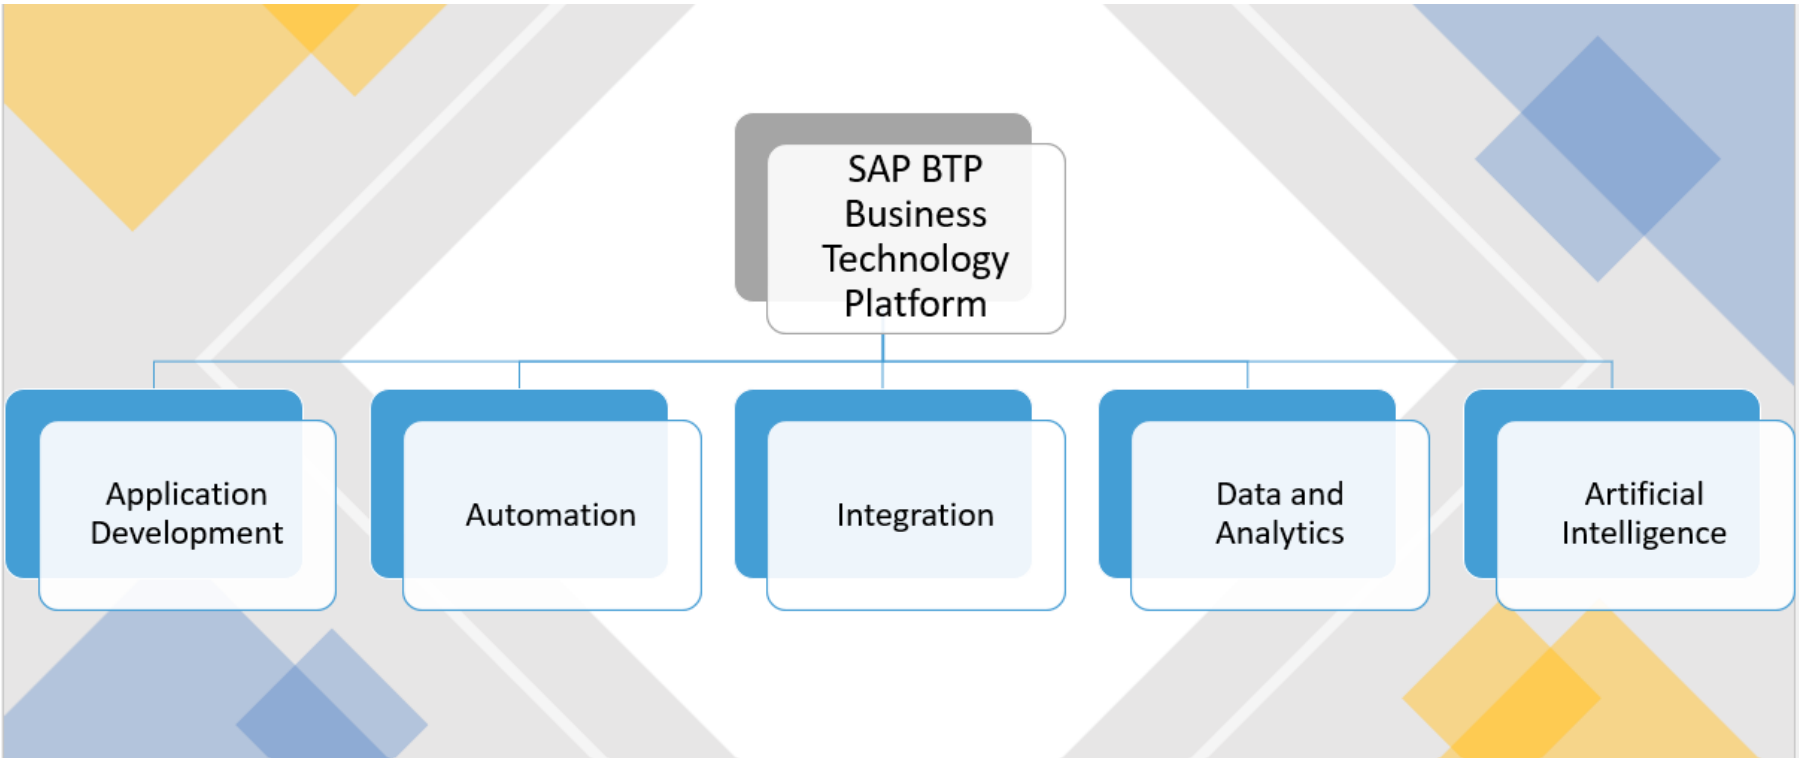 SAP BTP
Business
Technology
Platform
Application
Development
Automation
Integration
Data and
Analytics
Artificial
Intelligence